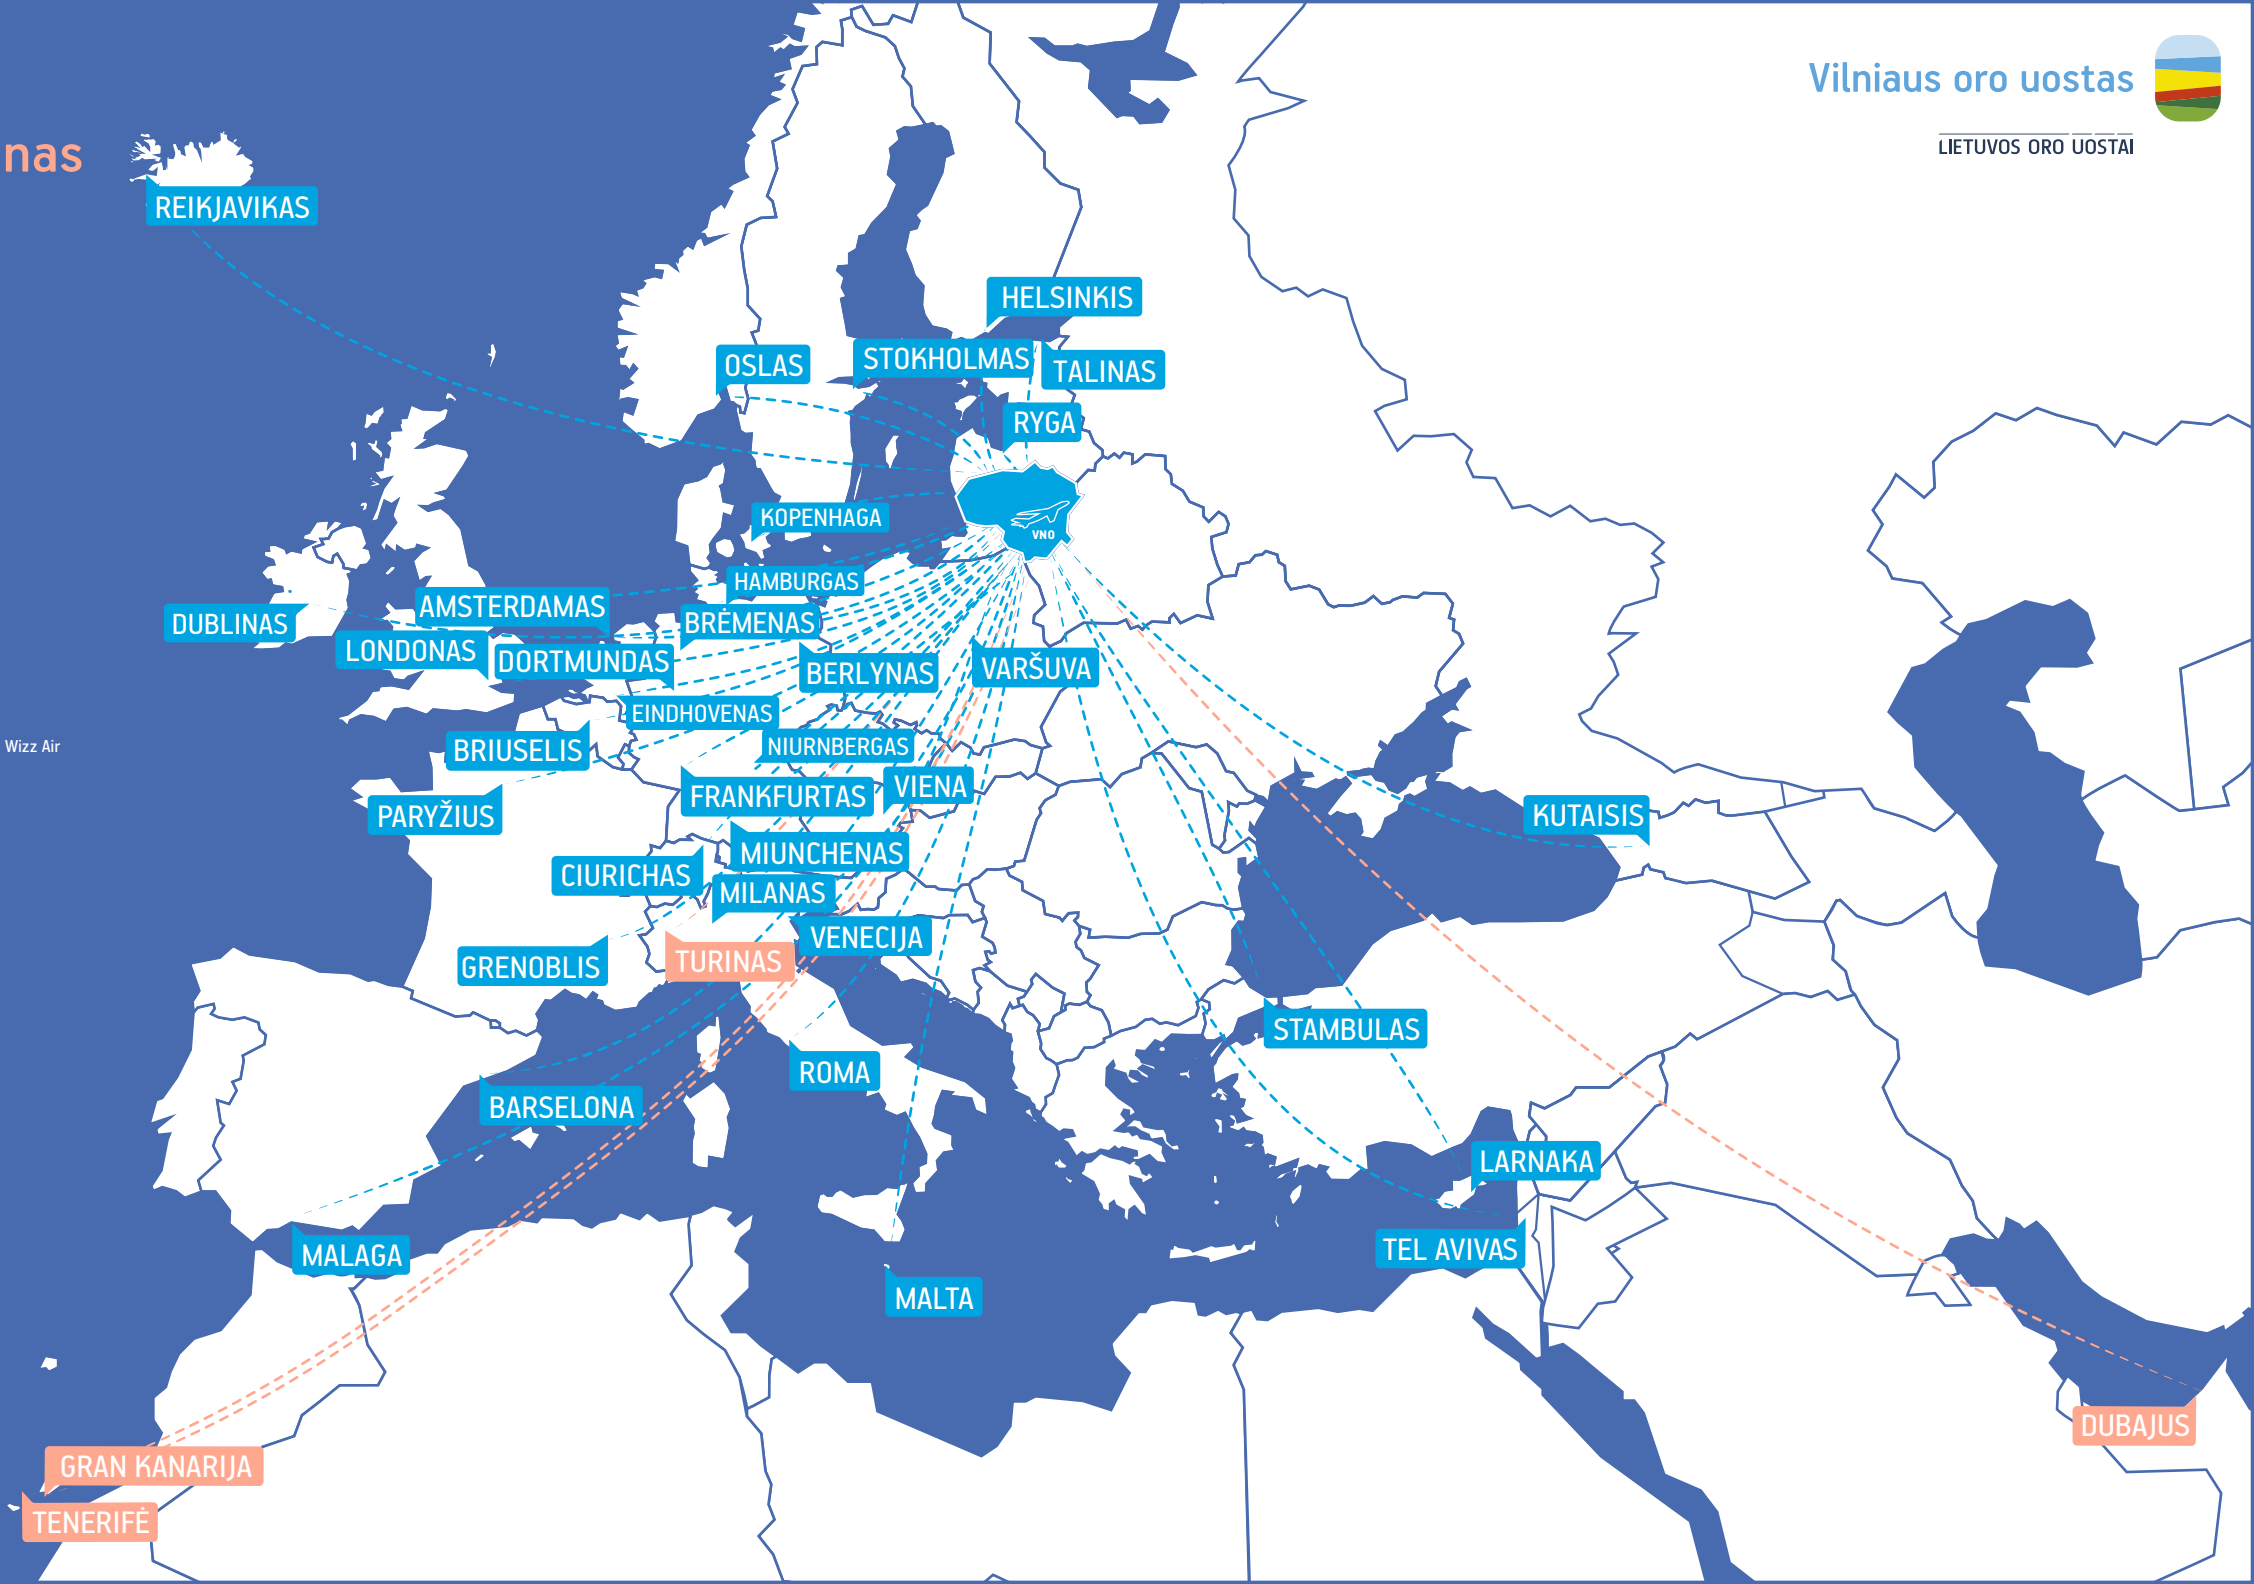 Vilniaus oro uostas
LIETUVOS ORO UOSTAI
nas
REIKJAVIKAS
HELSINKIS
OSLAS
STOKHOLMAS
TALINAS
RYGA
KOPENHAGA
VNO
HAMBURGAS
AMSTERDAMAS
DUBLINAS
BRĖMENAS
LONDONAS
DORTMUNDAS
BERLYNAS
VARŠUVA
EINDHOVENAS
Wizz Air
BRIUSELIS
NIURNBERGAS
FRANKFURTAS
VIENA
PARYŽIUS
KUTAISIS
MIUNCHENAS
CIURICHAS
MILANAS
VENECIJA
GRENOBLIS
TURINAS
STAMBULAS
ROMA
BARSELONA
LARNAKA
MALAGA
TEL AVIVAS
MALTA
DUBAJUS
GRAN KANARIJA
TENERIFĖ